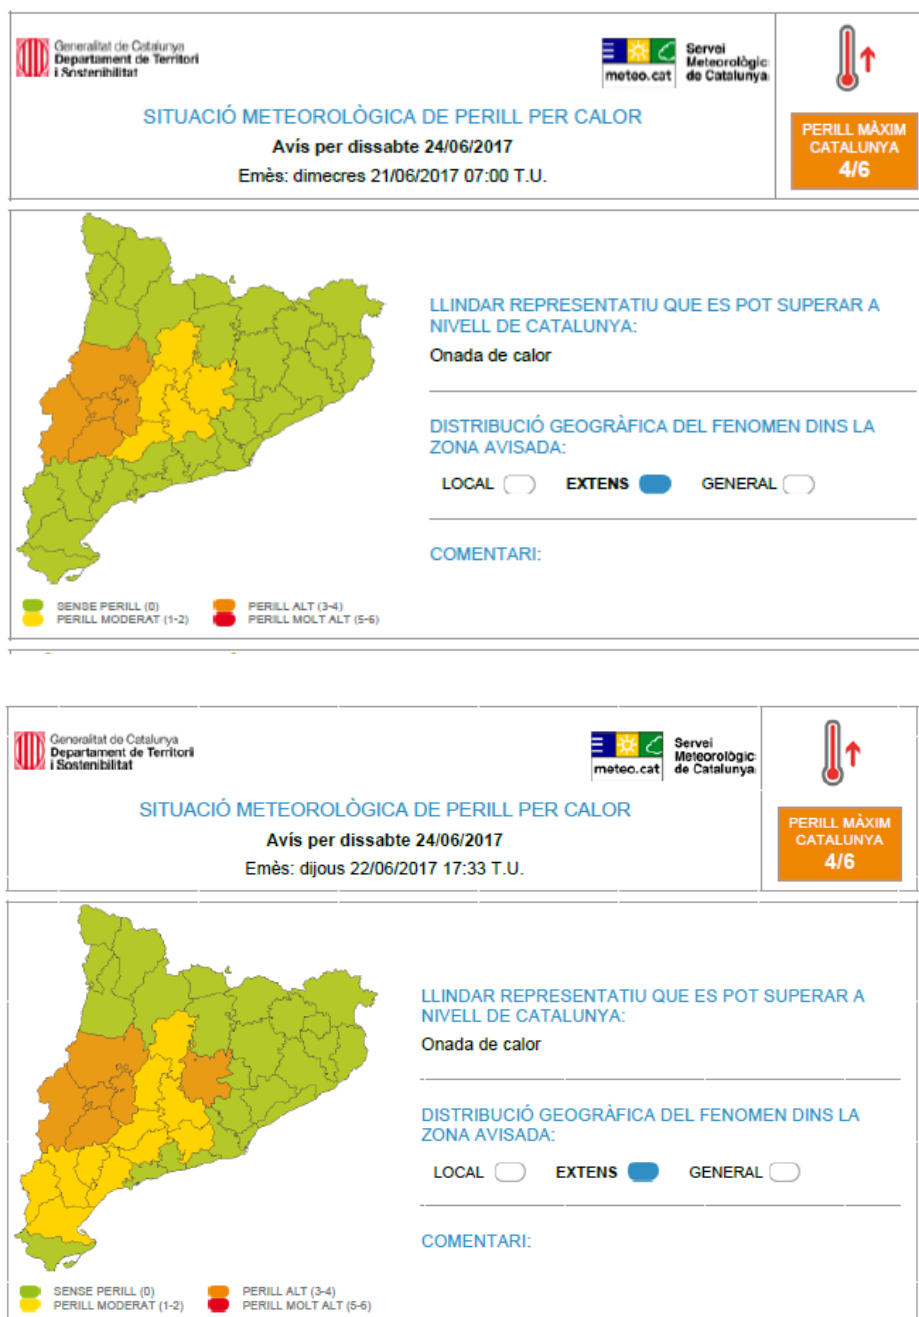 Generalitat de Catalunya
Departament de Territori
i Sostenibilitat
meteo.cat
Servei
Meteorològic
de Catalunya
SITUACIÓ METEOROLÒGICA DE PERILL PER CALOR
Avís per dissabte 24/06/2017
Emès: dimecres 21/06/2017 07:00 T.U.
PERILL MÀXIM
CATALUNYA
4/6
LLINDAR REPRESENTATIU QUE ES POT SUPERAR A
NIVELL DE CATALUNYA:
Onada de calor
DISTRIBUCIÓ GEOGRÀFICA DEL FENOMEN DINS LA
ZONA AVISADA:
LOCAL EXTENS GENERAL
COMENTARI:
SENSE PERILL (0) PERILL ALT (3-4)
PERILL MODERAT (1-2) PERILL MOLT ALT (5-6)
Generalitat de Catalunya
Departament de Territori
i Sostenibilitat
meteo.cat
Servei
Meteorològic
de Catalunya
SITUACIÓ METEOROLÒGICA DE PERILL PER CALOR
Avís per dissabte 24/06/2017
Emès: dijous 22/06/2017 17:33 T.U.
PERILL MÀXIM
CATALUNYA
4/6
LLINDAR REPRESENTATIU QUE ES POT SUPERAR A
NIVELL DE CATALUNYA:
Onada de calor
DISTRIBUCIÓ GEOGRÀFICA DEL FENOMEN DINS LA
ZONA AVISADA:
LOCAL EXTENS GENERAL
COMENTARI:
SENSE PERILL (0) PERILL ALT (3-4)
PERILL MODERAT (1-2) PERILL MOLT ALT (5-6)